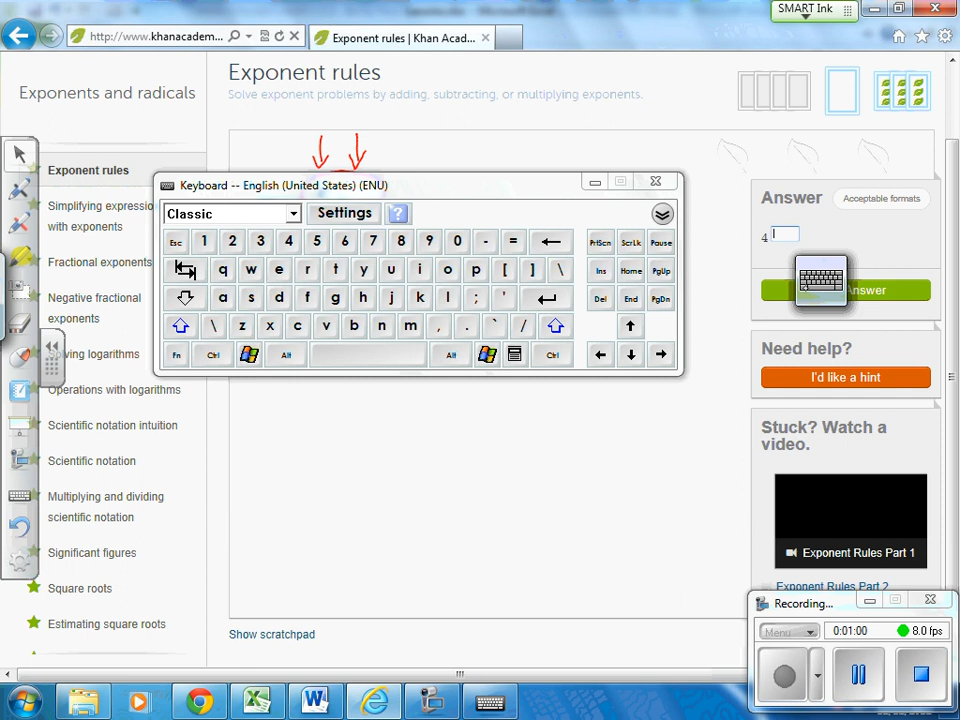 SMART Ink
http://www.khanacadem...
Exponent rules | Khan Acad...
Exponents and radicals
Exponent rules
Solve exponent problems by adding, subtracting, or multiplying exponents.
Exponent rules
Simplifying expressio
with exponents
Fractional exponents
Negative fractional
exponents
olving logarithms
Operations with logarithms
Scientific notation intuition
Scientific notation
Multiplying and dividing
scientific notation
Significant figures
Square roots
Estimating square roots
Keyboard -- English (United States) (ENU)
Classic
Settings
?
Esc 1 2 3 4 5 6 7 8 9 0 - = PrtScn ScrLk Pause
q w e r t y u i o p [ ] \ Ins Home PgUp
a s d f g h j k l ; ' Del End PgDn
\ z x c v b n m , . ` /
Fn Ctrl Alt Alt Ctrl
Answer
Acceptable formats
4
Answer
Need help?
I'd like a hint
Stuck? Watch a
video.
Exponent Rules Part 1
Exponent Rules Part 2
Show scratchpad
Recording...
Menu
0:01:00
8.0 fps